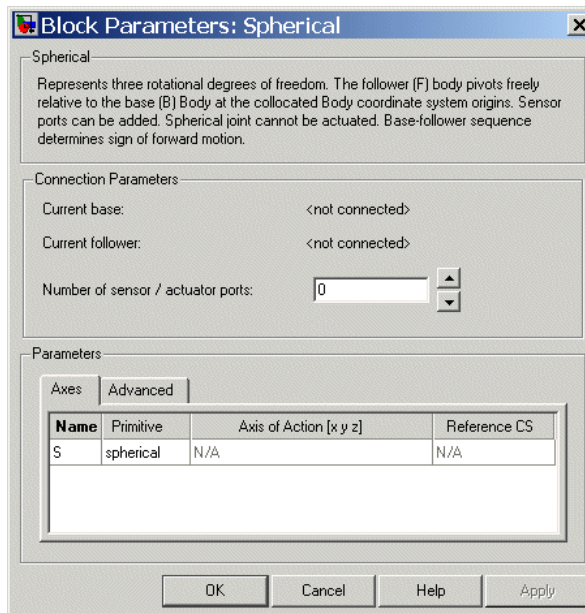 Block Parameters: Spherical
Spherical
Represents three rotational degrees of freedom. The follower (F) body pivots freely
relative to the base (B) Body at the collocated Body coordinate system origins. Sensor
ports can be added. Spherical joint cannot be actuated. Base-follower sequence
determines sign of forward motion.
Connection Parameters
Current base: <not connected>
Current follower: <not connected>
Number of sensor / actuator ports: 0
Parameters
Axes Advanced
Name Primitive Axis of Action [x y z] Reference CS
S spherical N/A N/A
OK Cancel Help Apply